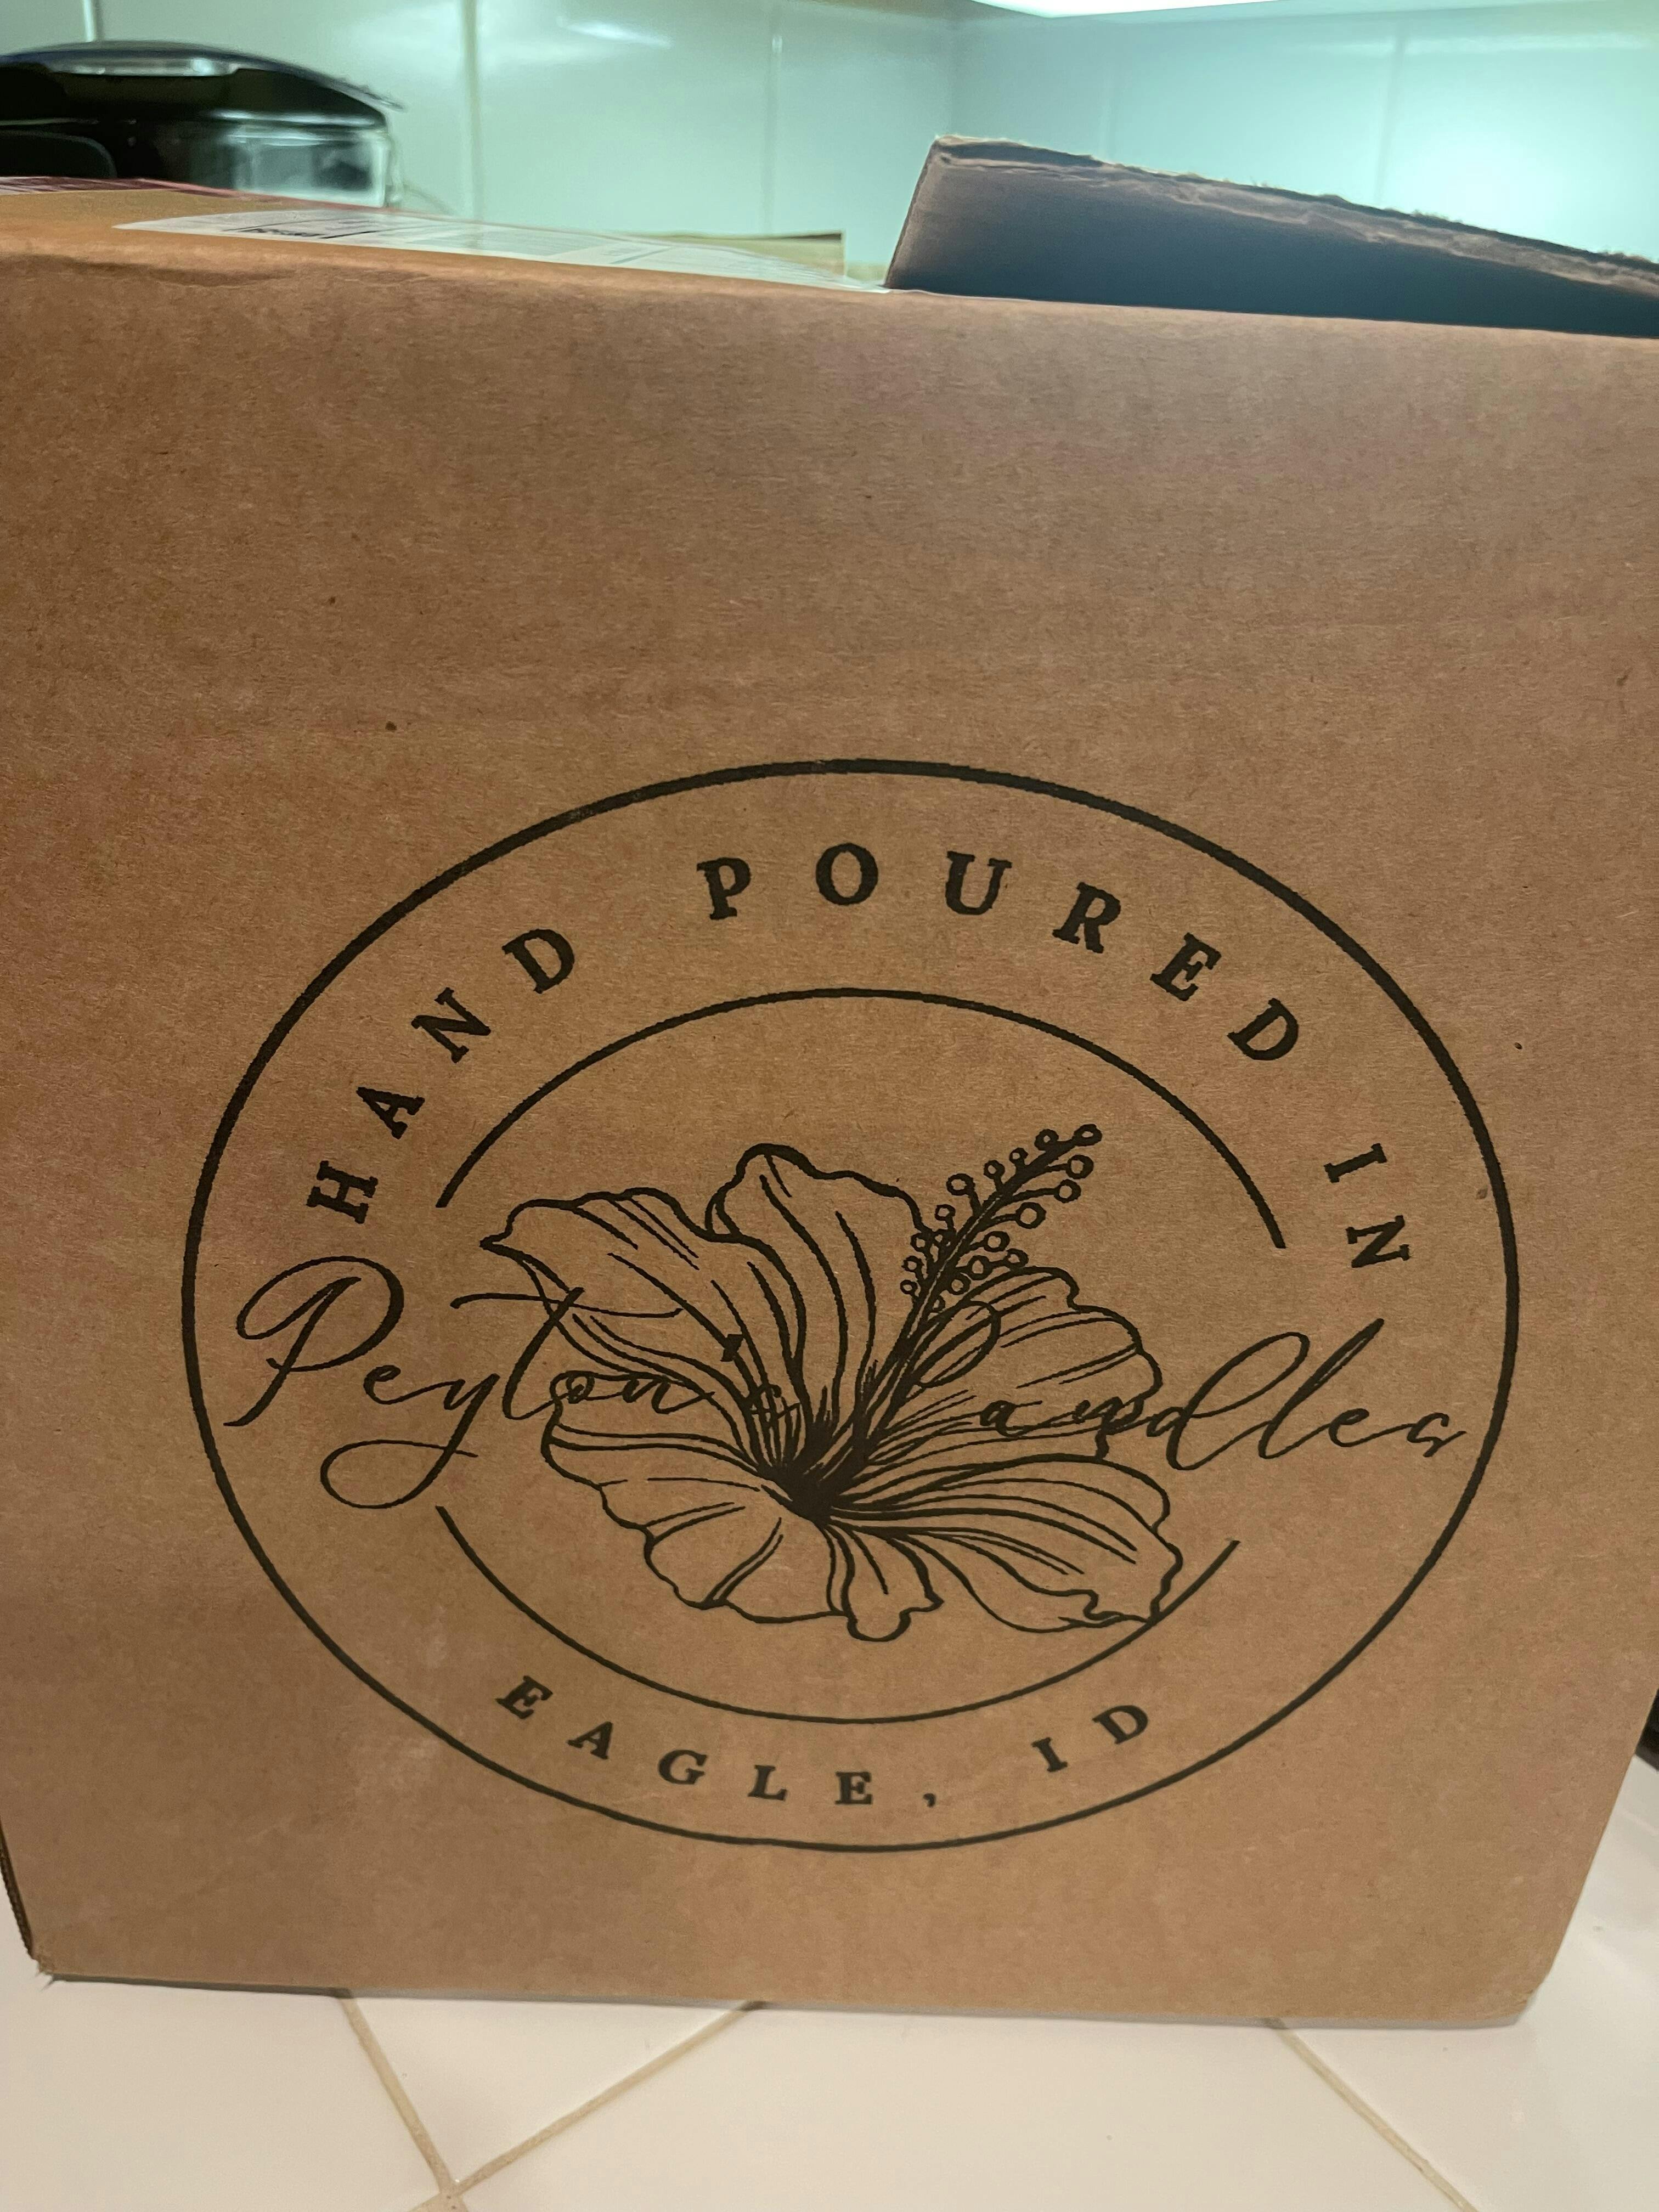 HAND POURED IN
Peyton's Candles
EAGLE, ID